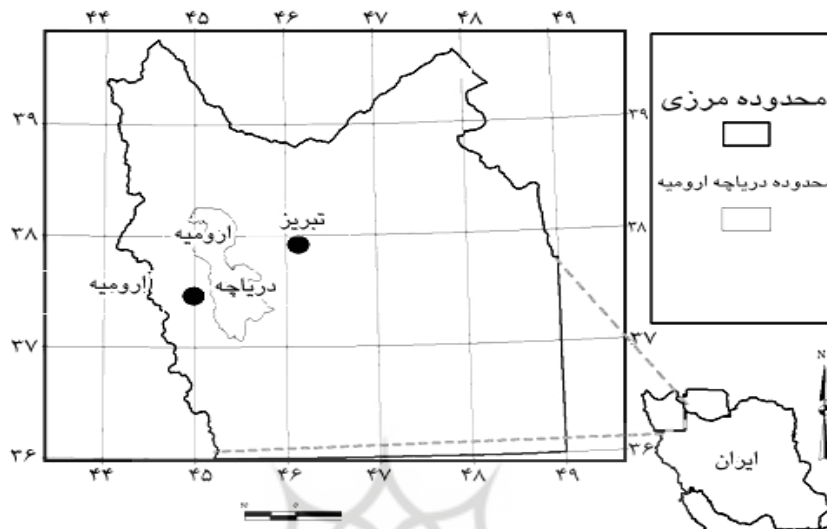 ۴۴ ۴۵ ۴۶ ۴۷ ۴۸ ۴۹
۳۹ ۳۹
۳۸ ۳۸
۳۷ ۳۷
۳۶ ۳۶
۴۴ ۴۵ ۴۶ ۴۷ ۴۸ ۴۹
تبریز
ارومیه
دریاچه
ارومیه
محدوده مرزی
محدوده دریاچه ارومیه
N
ایران